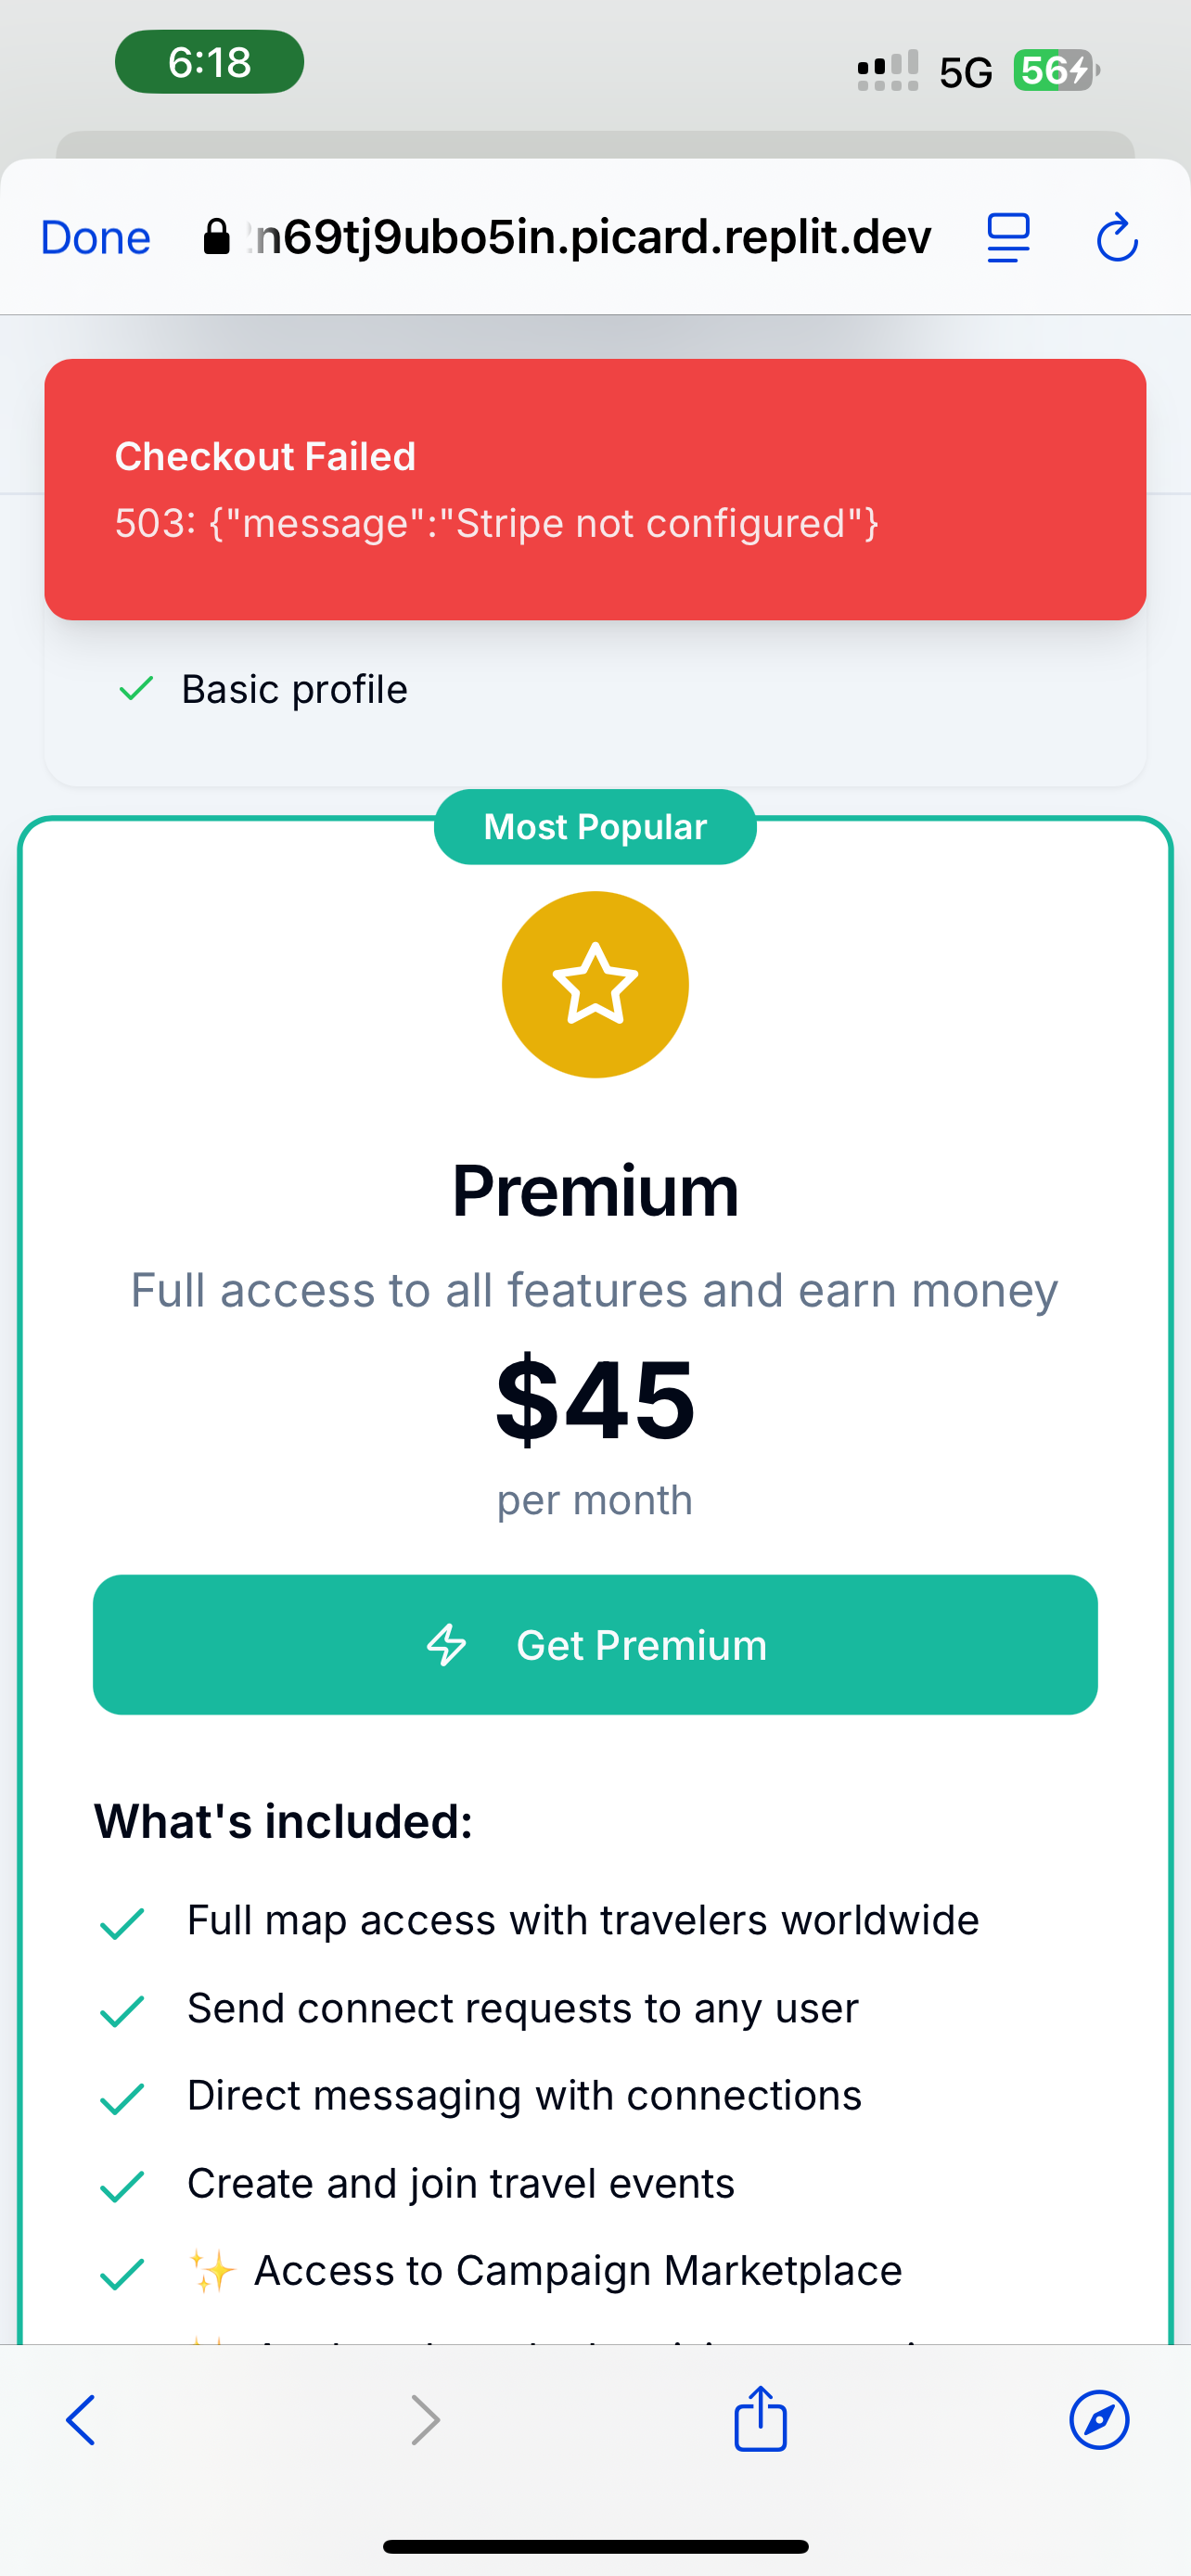 6:18
5G
56
Done
n69tj9ubo5in.picard.replit.dev
Checkout Failed
503: {"message":"Stripe not configured"}
Basic profile
Most Popular
Premium
Full access to all features and earn money
$45
per month
Get Premium
What's included:
Full map access with travelers worldwide
Send connect requests to any user
Direct messaging with connections
Create and join travel events
✨ Access to Campaign Marketplace